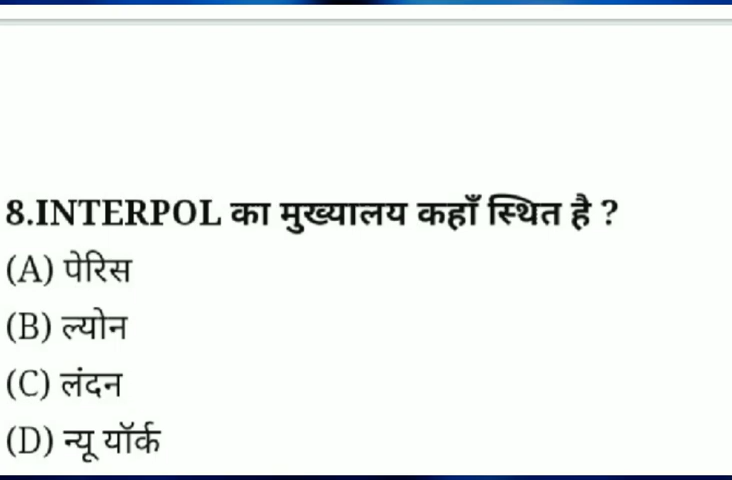 8.INTERPOL का मुख्यालय कहाँ स्थित है ?
(A) पेरिस
(B) ल्योन
(C) लंदन
(D) न्यू यॉर्क